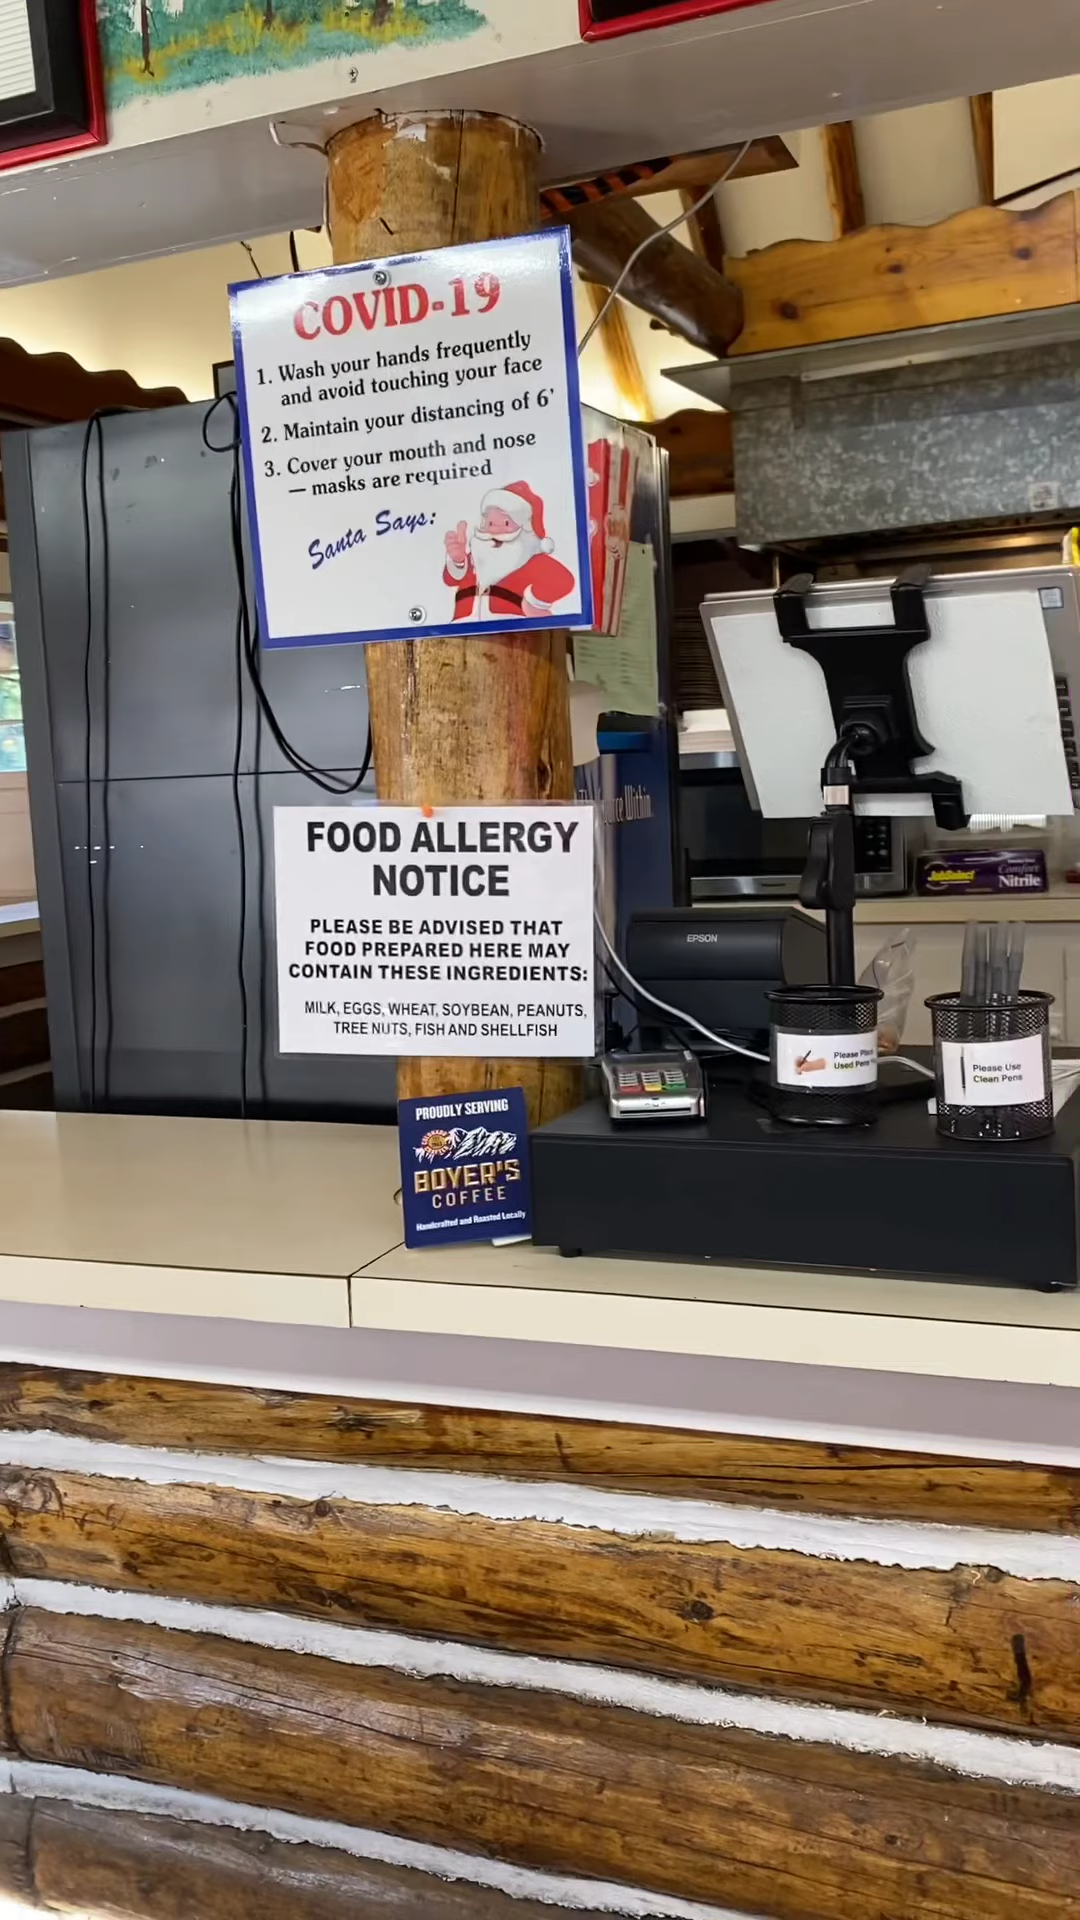 COVID-19
1. Wash your hands frequently
and avoid touching your face
2. Maintain your distancing of 6'
3. Cover your mouth and nose
— masks are required
Santa Says:
FOOD ALLERGY
NOTICE
PLEASE BE ADVISED THAT
FOOD PREPARED HERE MAY
CONTAIN THESE INGREDIENTS:
MILK, EGGS, WHEAT, SOYBEAN, PEANUTS,
TREE NUTS, FISH AND SHELLFISH
Within.
JobSelect
Comfort
Nitrile
EPSON
Please
Used Pens
Please Use
Clean Pens
PROUDLY SERVING
BOYER'S
COFFEE
Handcrafted and Roasted Locally